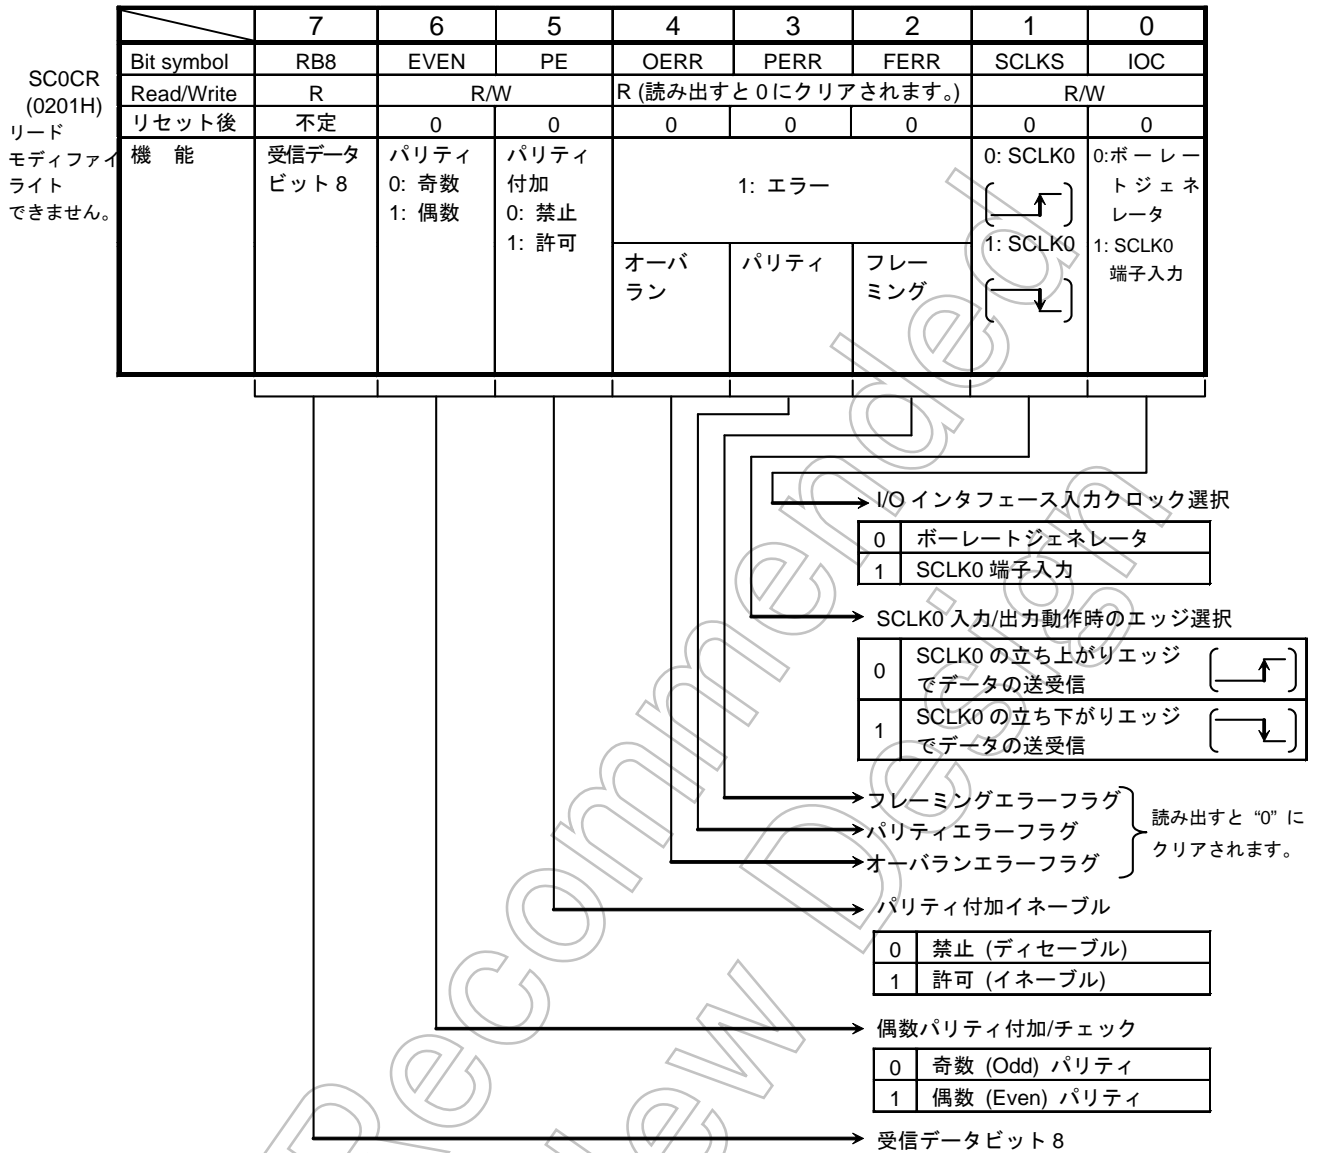 7 6 5 4 3 2 1 0
Bit symbol RB8 EVEN PE OERR PERR FERR SCLKS IOC
SC0CR
(0201H)
リード
モディファイ
ライト
できません。
Read/Write R R/W R (読み出すと 0 にクリアされます。) R/W
リセット後 不定 0 0 0 0 0 0 0
機 能
受信データ
ビット 8
パリティ
0: 奇数
1: 偶数
パリティ
付加
0: 禁止
1: 許可
1: エラー
オーバ
ラン
パリティ
フレー
ミング
0: SCLK0
1: SCLK0
0:ボーレー
トジェネ
レータ
1: SCLK0
端子入力
I/O インタフェース入力クロック選択
0 ボーレートジェネレータ
1 SCLK0 端子入力
SCLK0 入力/出力動作時のエッジ選択
0 SCLK0 の立ち上がりエッジ
でデータの送受信
1 SCLK0 の立ち下がりエッジ
でデータの送受信
フレーミングエラーフラグ
パリティエラーフラグ
オーバランエラーフラグ
読み出すと “0” に
クリアされます。
パリティ付加イネーブル
0 禁止 (ディセーブル)
1 許可 (イネーブル)
偶数パリティ付加/チェック
0 奇数 (Odd) パリティ
1 偶数 (Even) パリティ
受信データビット 8
Recommended
New Design